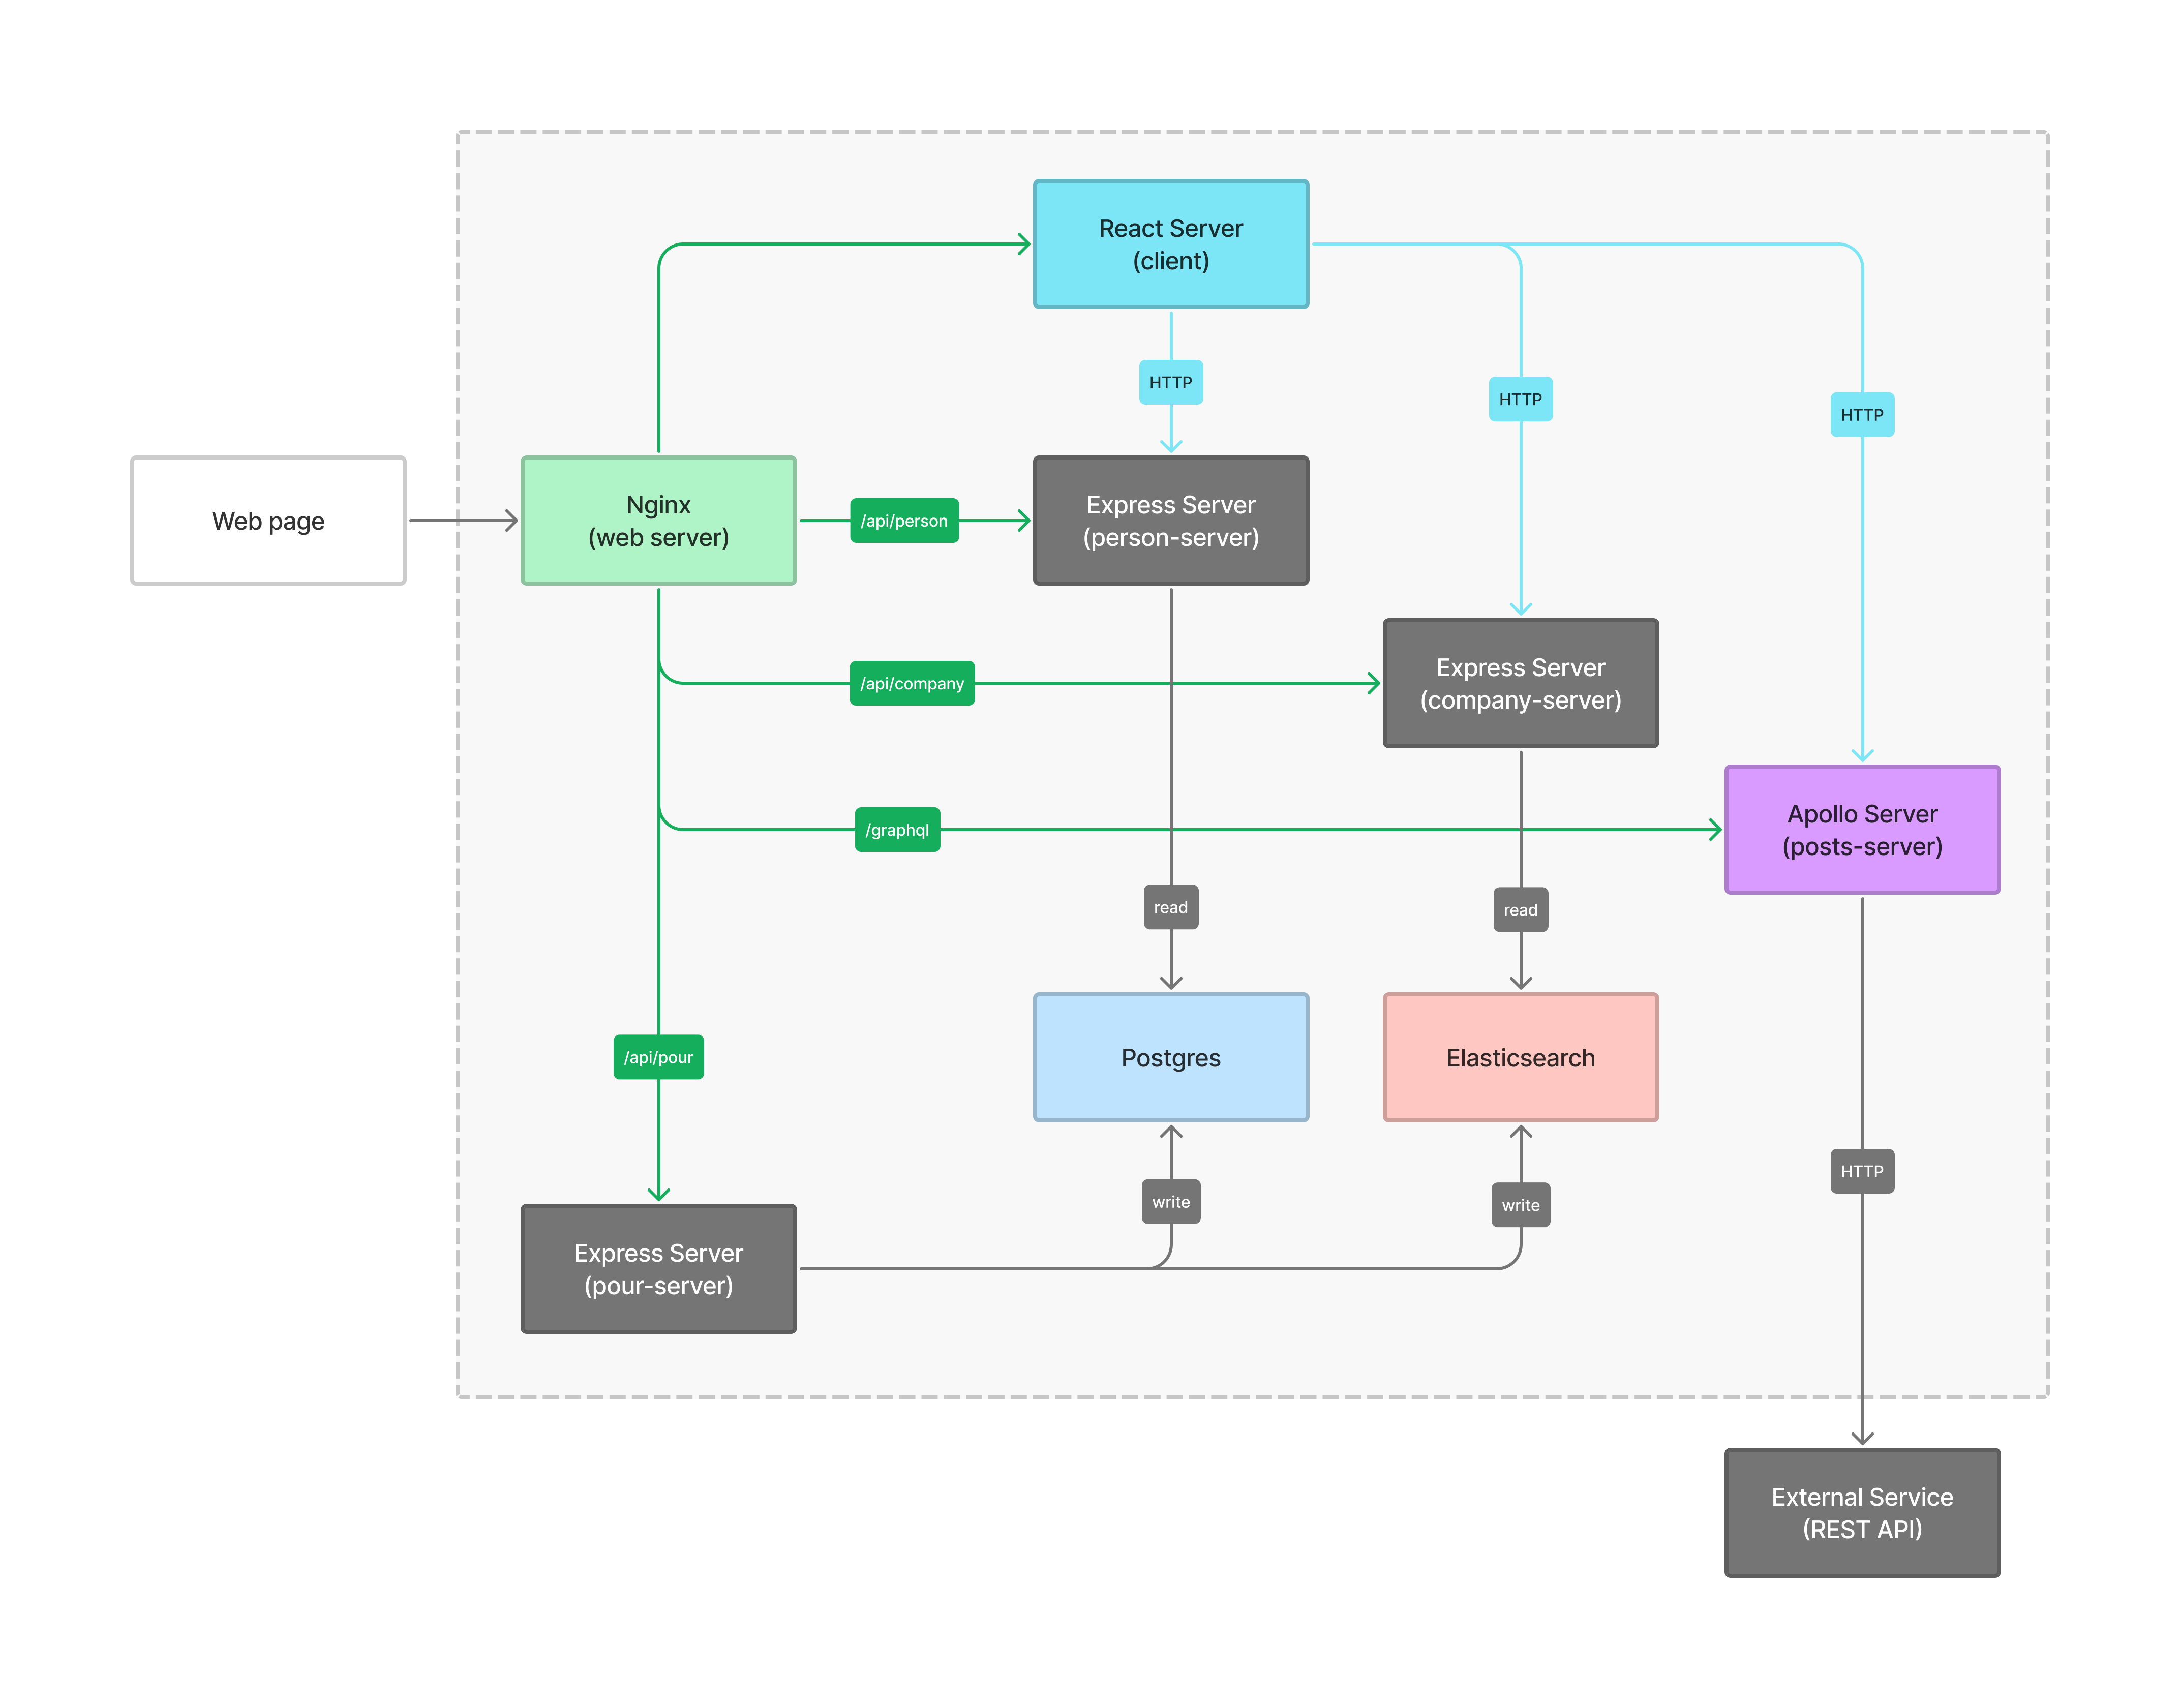 React Server
(client)
HTTP
HTTP
HTTP
Web page
Nginx
(web server)
/api/person
Express Server
(person-server)
/api/company
Express Server
(company-server)
/graphql
Apollo Server
(posts-server)
read
read
/api/pour
Postgres
Elasticsearch
HTTP
write
write
Express Server
(pour-server)
External Service
(REST API)